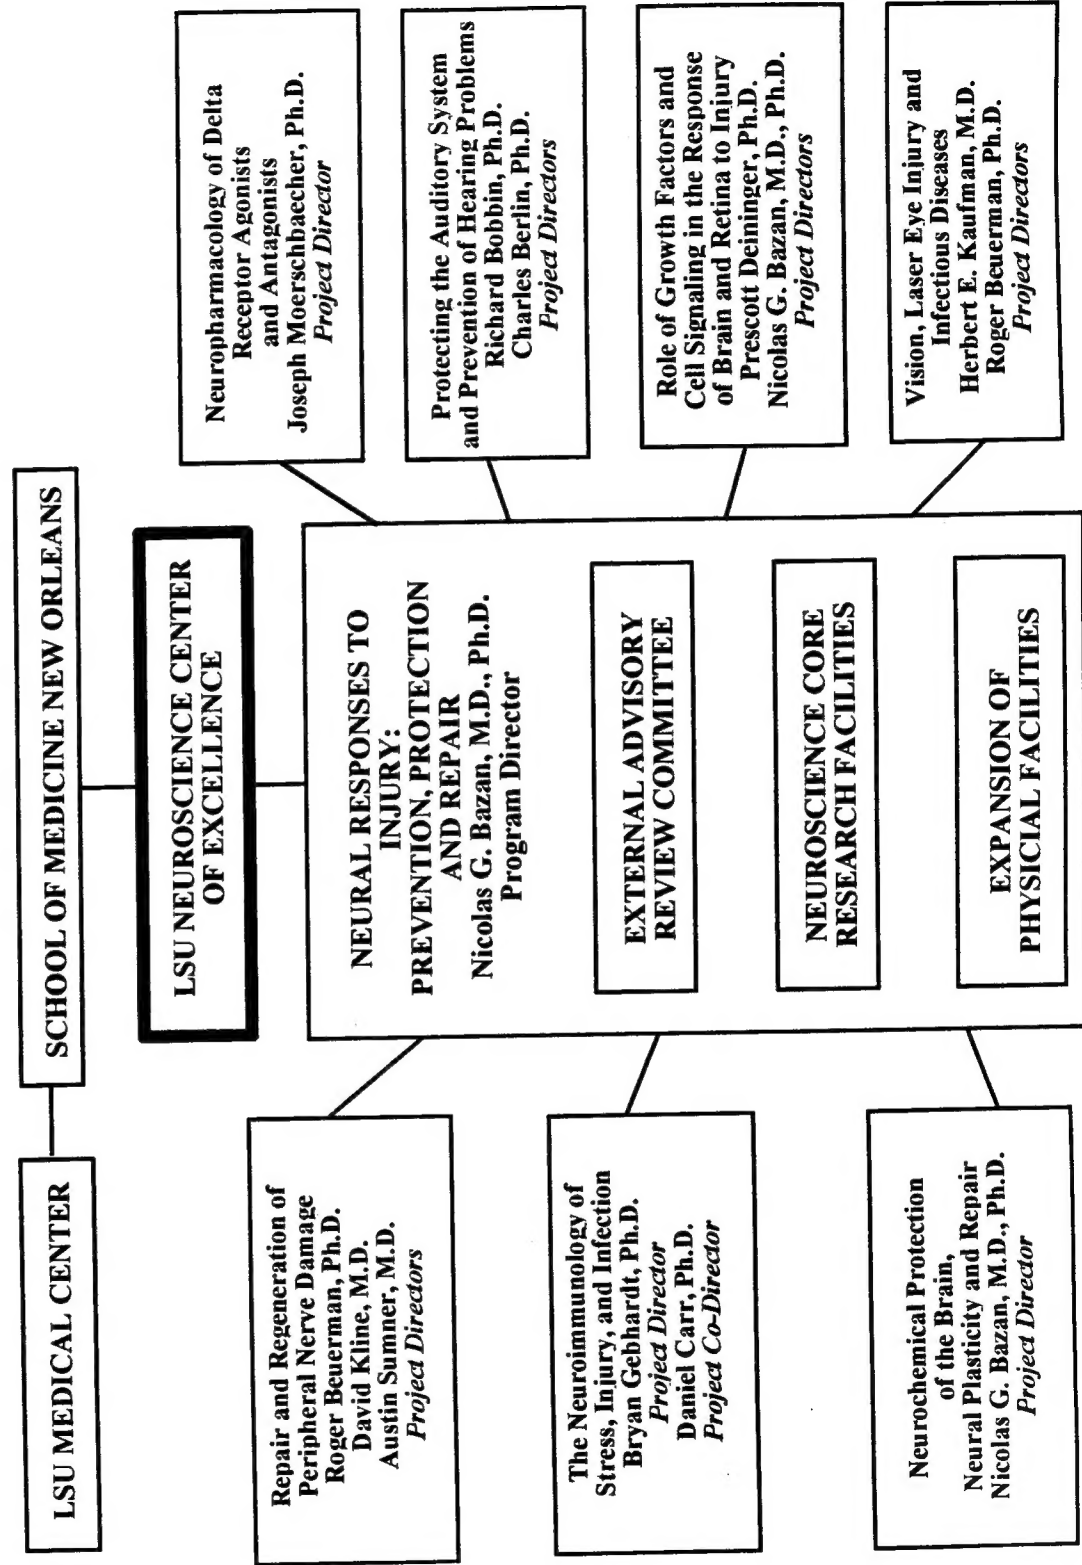 LSU MEDICAL CENTER
SCHOOL OF MEDICINE NEW ORLEANS
LSU NEUROSCIENCE CENTER
OF EXCELLENCE
Repair and Regeneration of
Peripheral Nerve Damage
Roger Beuerman, Ph.D.
David Kline, M.D.
Austin Sumner, M.D.
Project Directors
The Neuroimmunology of
Stress, Injury, and Infection
Bryan Gebhardt, Ph.D.
Project Director
Daniel Carr, Ph.D.
Project Co-Director
Neurochemical Protection
of the Brain,
Neural Plasticity and Repair
Nicolas G. Bazan, M.D., Ph.D.
Project Director
NEURAL RESPONSES TO
INJURY:
PREVENTION, PROTECTION
AND REPAIR
Nicolas G. Bazan, M.D., Ph.D.
Program Director
EXTERNAL ADVISORY
REVIEW COMMITTEE
NEUROSCIENCE CORE
RESEARCH FACILITIES
EXPANSION OF
PHYSICIAL FACILITIES
Neuropharmacology of Delta
Receptor Agonists
and Antagonists
Joseph Moerschbaecher, Ph.D.
Project Director
Protecting the Auditory System
and Prevention of Hearing Problems
Richard Bobbin, Ph.D.
Charles Berlin, Ph.D.
Project Directors
Role of Growth Factors and
Cell Signaling in the Response
of Brain and Retina to Injury
Prescott Deininger, Ph.D.
Nicolas G. Bazan, M.D., Ph.D.
Project Directors
Vision, Laser Eye Injury and
Infectious Diseases
Herbert E. Kaufman, M.D.
Roger Beuerman, Ph.D.
Project Directors